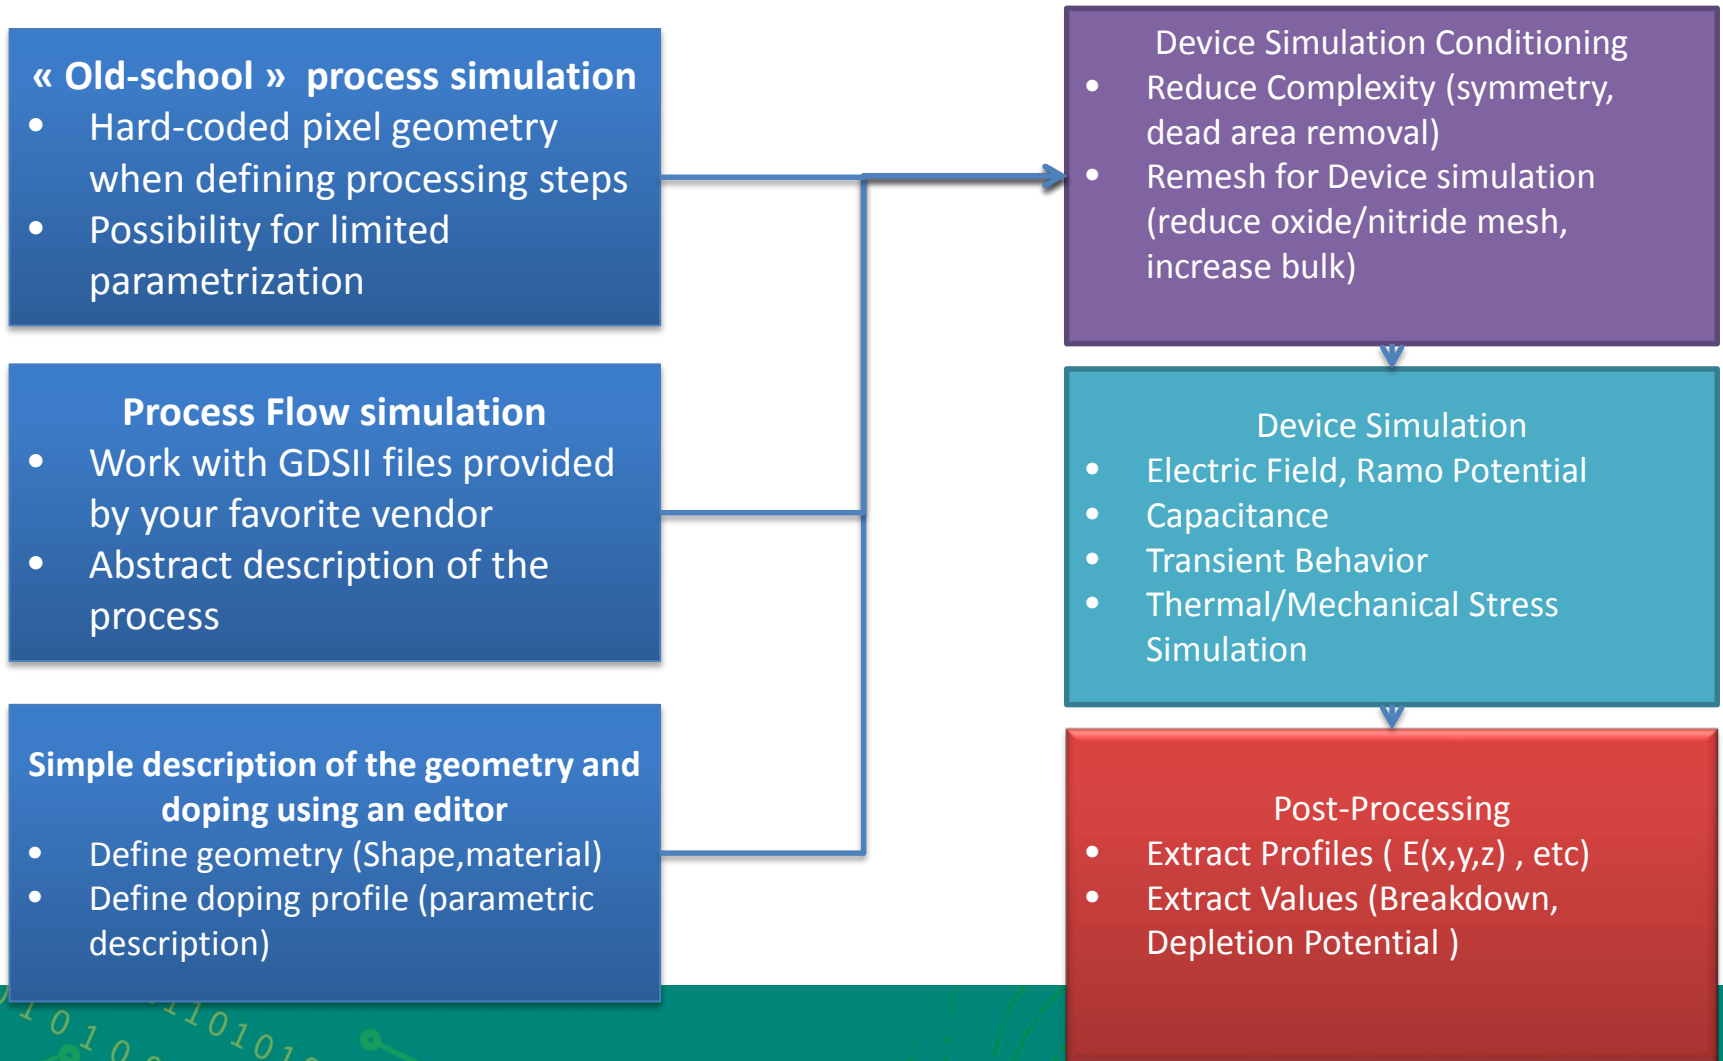 « Old-school »  process simulation
• Hard-coded pixel geometry
when defining processing steps
• Possibility for limited
parametrization
Process Flow simulation
• Work with GDSII files provided
by your favorite vendor
• Abstract description of the
process
Simple description of the geometry and
doping using an editor
• Define geometry (Shape,material)
• Define doping profile (parametric
description)
Device Simulation Conditioning
• Reduce Complexity (symmetry,
dead area removal)
• Remesh for Device simulation
(reduce oxide/nitride mesh,
increase bulk)
Device Simulation
• Electric Field, Ramo Potential
• Capacitance
• Transient Behavior
• Thermal/Mechanical Stress
Simulation
Post-Processing
• Extract Profiles ( E(x,y,z) , etc)
• Extract Values (Breakdown,
Depletion Potential )